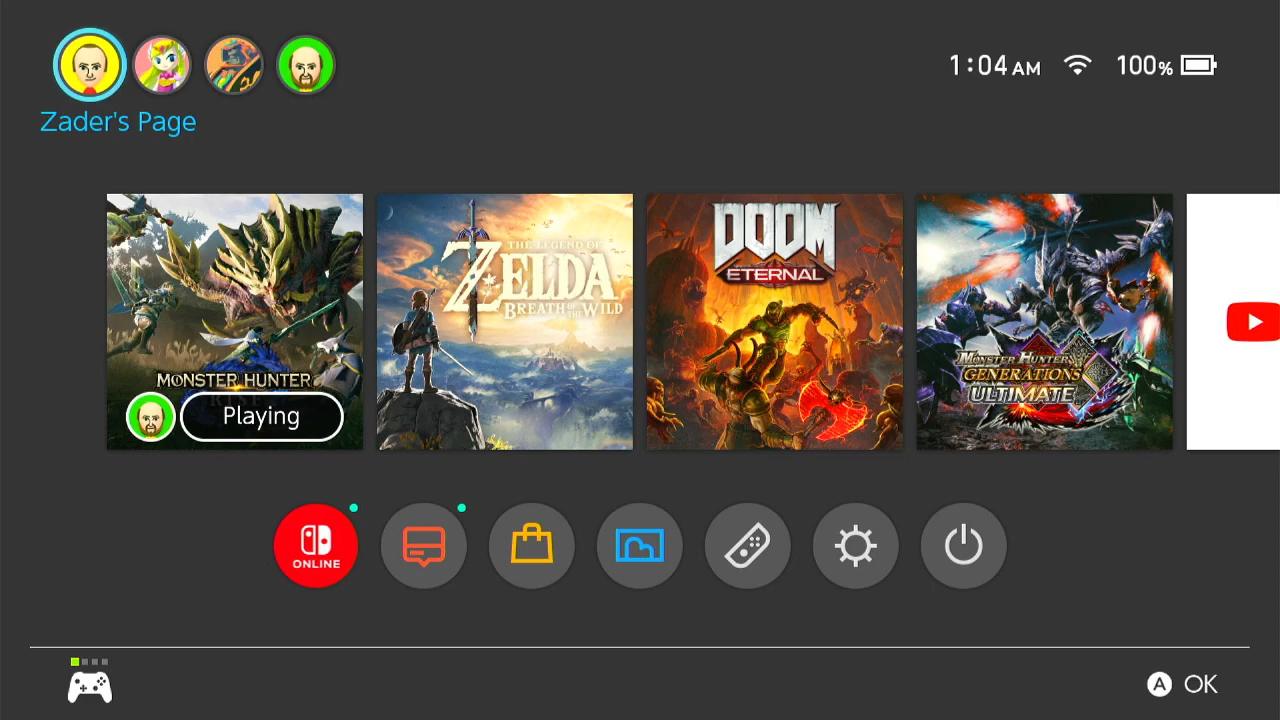 1:04 AM 100%
Zader's Page
THE LEGEND OF
ZELDA
BREATH OF THE WILD
DOOM
ETERNAL
MONSTER HUNTER
RISE
Playing
MONSTER HUNTER
GENERATIONS
ULTIMATE
ONLINE
A OK